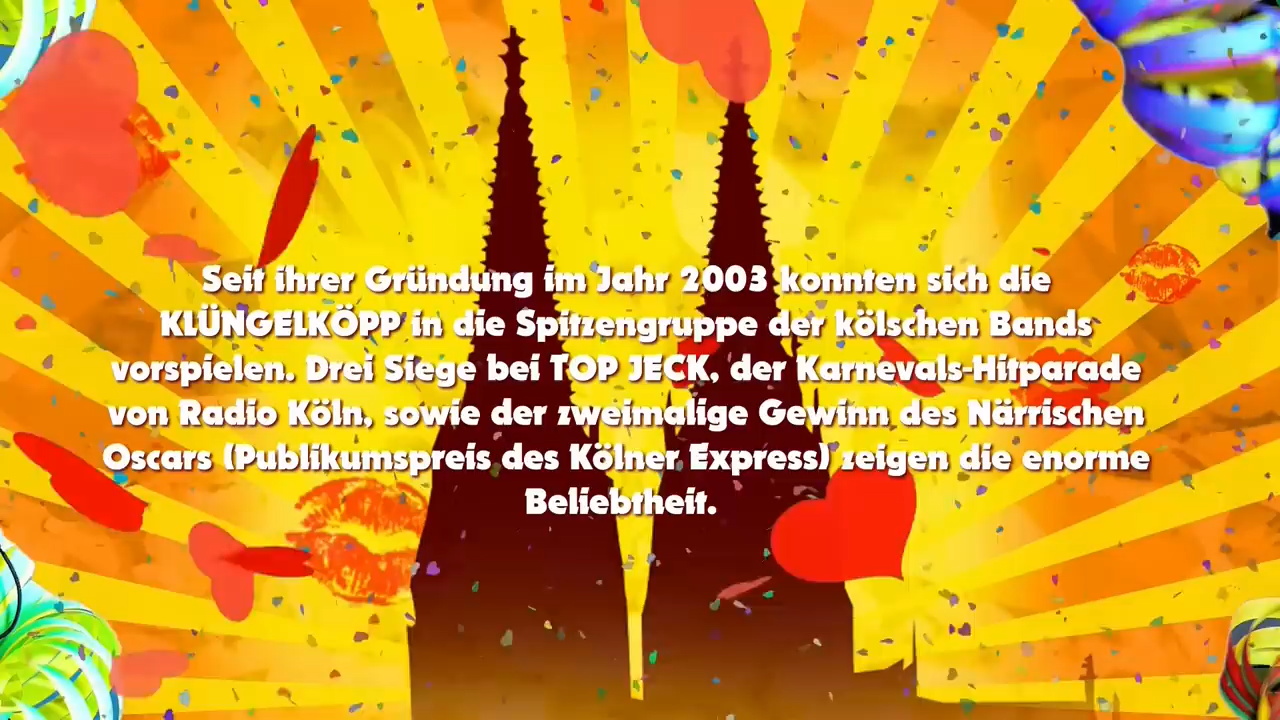 Seit ihrer Gründung im Jahr 2003 konnten sich die
KLÜNGELKÖPP in die Spitzengruppe der kölschen Bands
vorspielen. Drei Siege bei TOP JECK, der Karnevals-Hitparade
von Radio Köln, sowie der zweimalige Gewinn des Närrischen
Oscars (Publikumspreis des Kölner Express) zeigen die enorme
Beliebtheit.